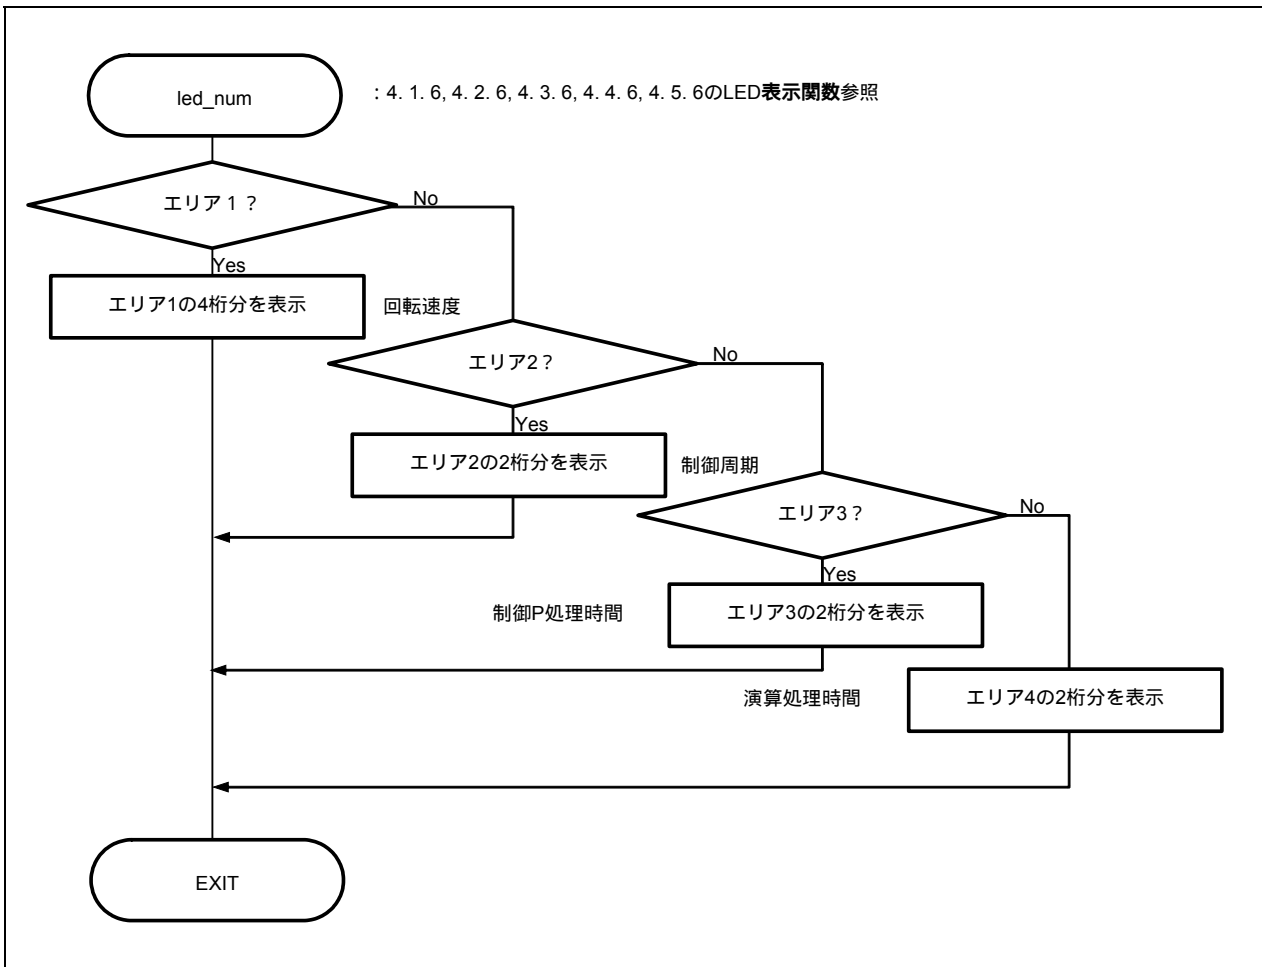 led_num
: 4. 1. 6, 4. 2. 6, 4. 3. 6, 4. 4. 6, 4. 5. 6のLED表示関数参照
エリア１？
No
Yes
エリア1の4桁分を表示
回転速度
エリア2？
No
Yes
エリア2の2桁分を表示
制御周期
エリア3？
No
Yes
制御P処理時間
エリア3の2桁分を表示
演算処理時間
エリア4の2桁分を表示
EXIT